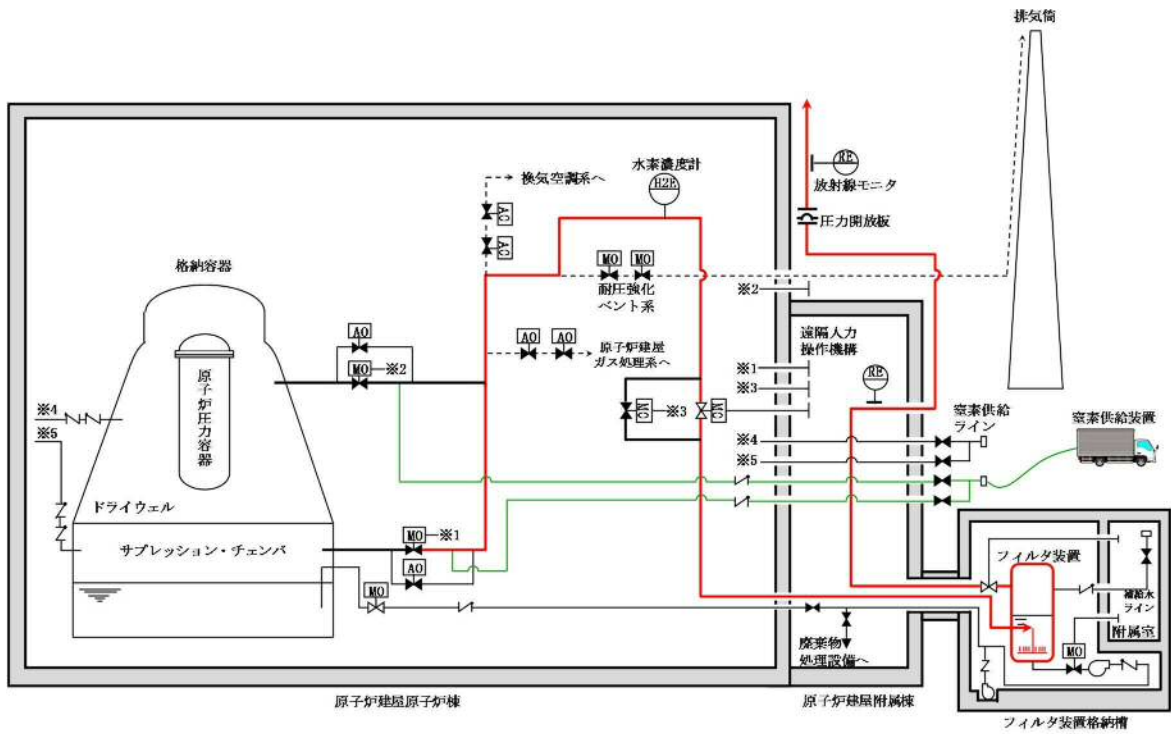 排気筒
水素濃度計
H2E
換気空調系へ
AC
AC
RE
放射線モニタ
圧力開放板
格納容器
MO
MO
耐圧強化
ベント系
※2
AO
AO
AO
原子炉建屋
ガス処理系へ
遠隔人力
操作機構
MO
※2
原子炉圧力容器
※1
※3
RE
※4
※5
MO
※3
MO
※4
※5
窒素供給
ライン
窒素供給装置
ドライウェル
サプレッション・チェンバ
MO
※1
AO
MO
フィルタ装置
補給水
ライン
附属室
MO
廃棄物
処理設備へ
原子炉建屋原子炉棟
原子炉建屋附属棟
フィルタ装置格納槽